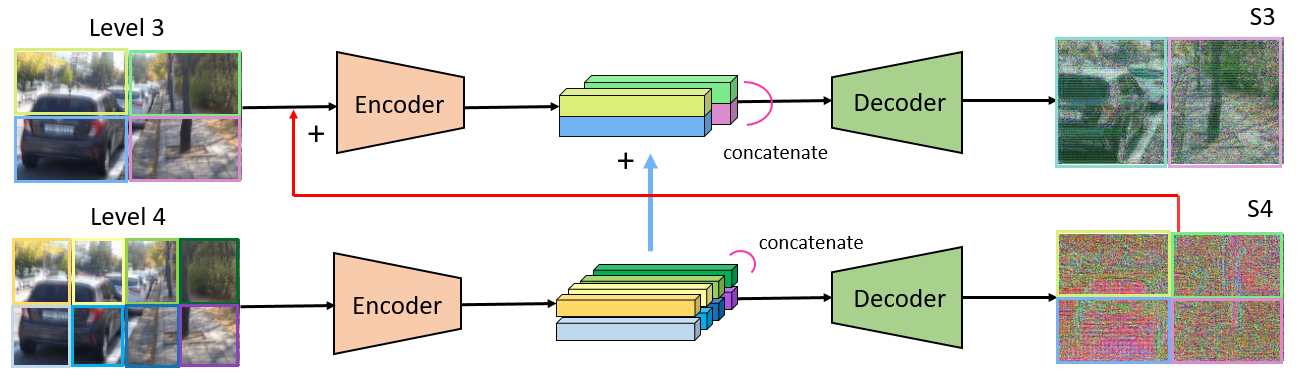 Level 3
S3
Encoder
Decoder
+
concatenate
+
Level 4
S4
concatenate
Encoder
Decoder